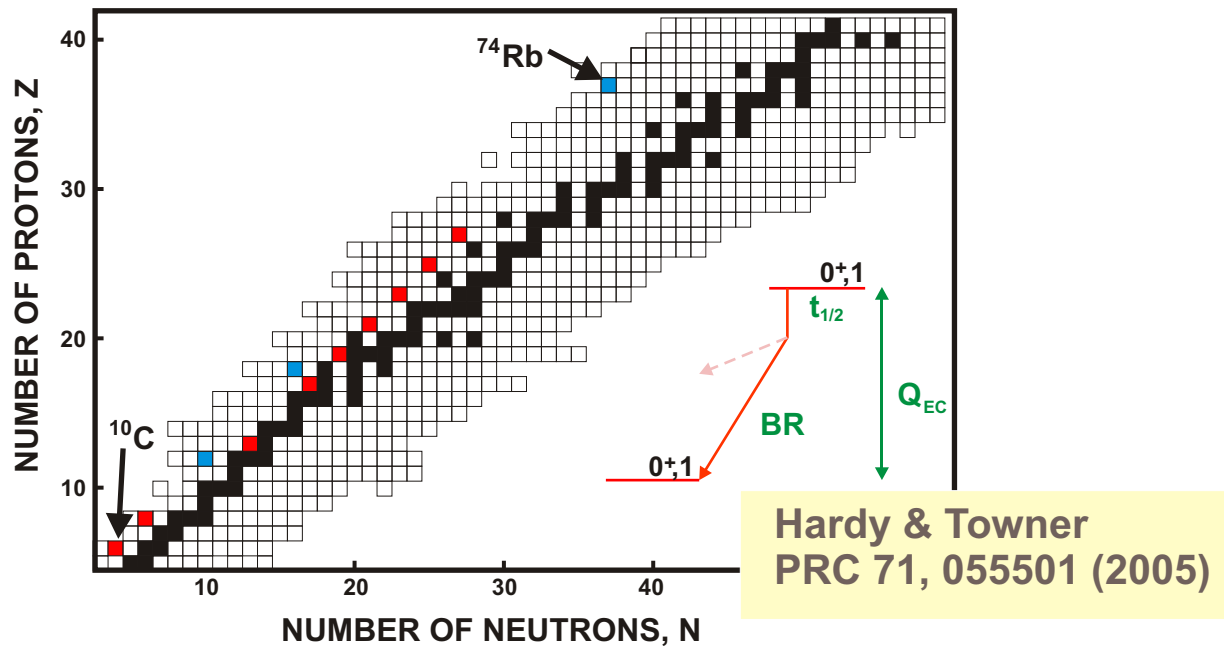 NUMBER OF PROTONS, Z
40
30
20
10
⁷⁴Rb
¹⁰C
0⁺,1
t₁/₂
BR
Q_EC
0⁺,1
10
20
30
40
NUMBER OF NEUTRONS, N
Hardy & Towner
PRC 71, 055501 (2005)